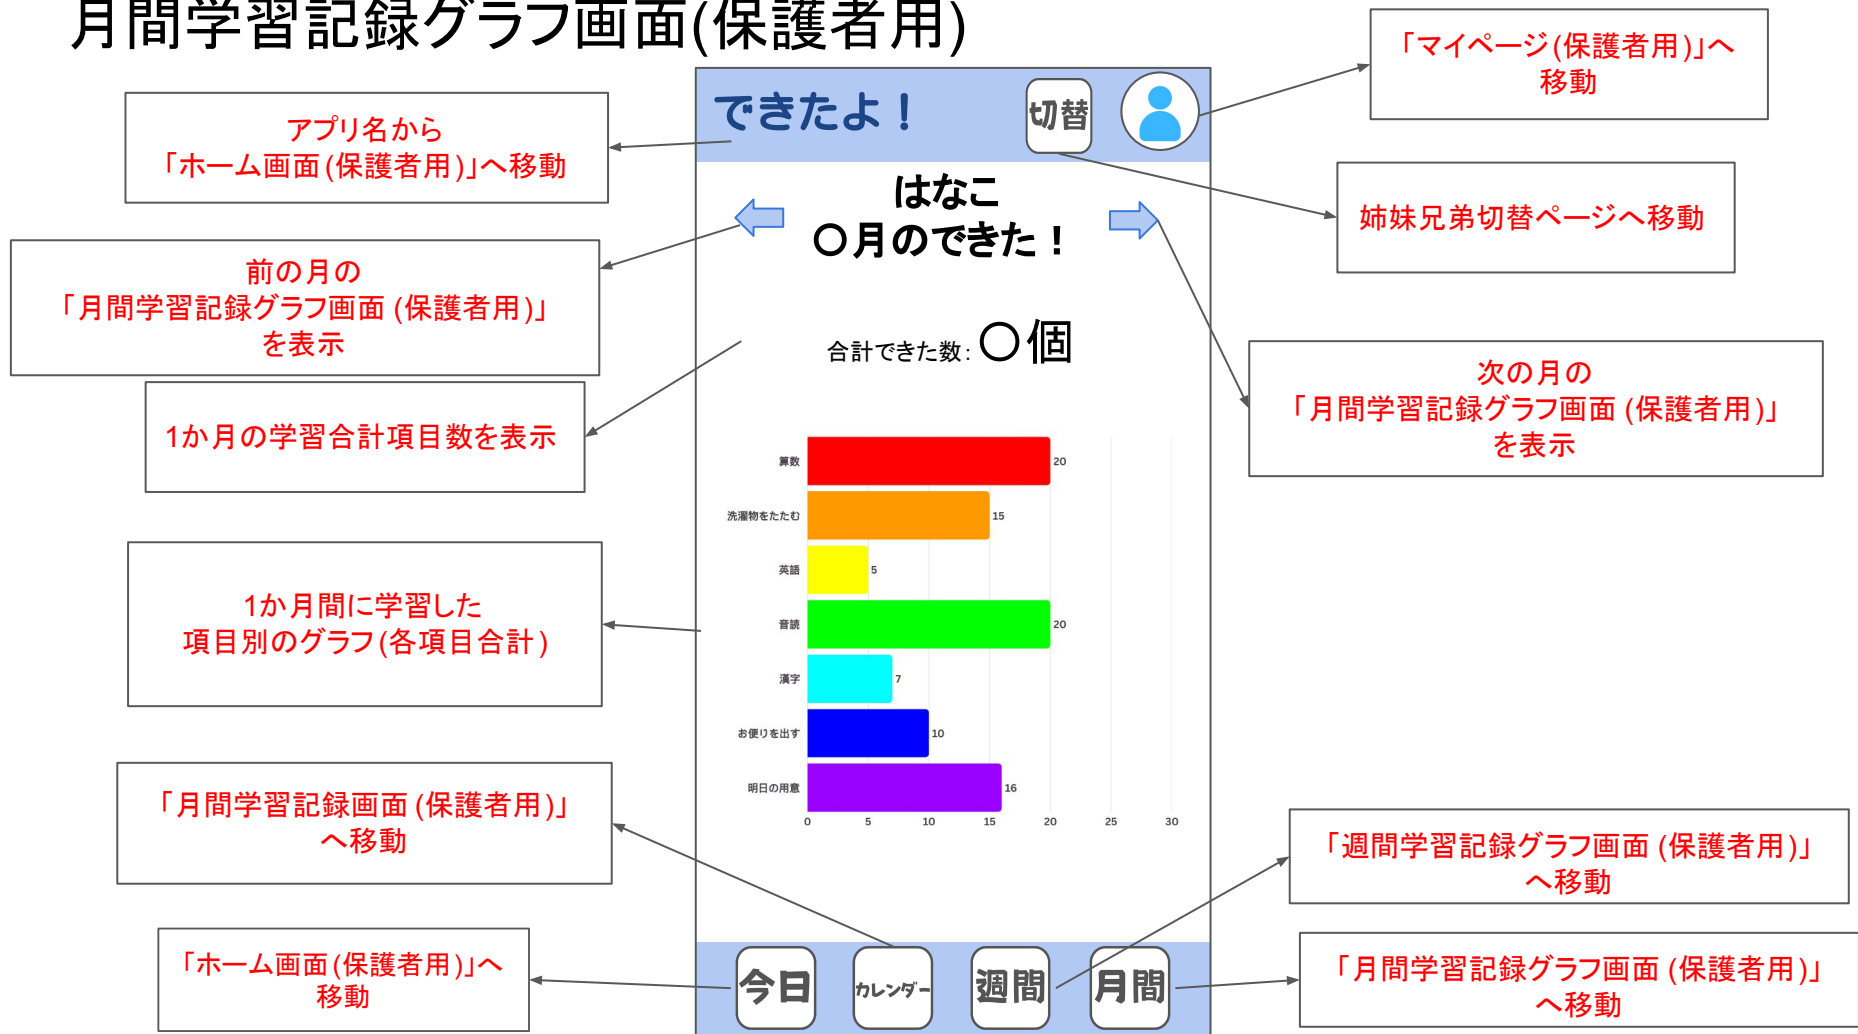 月間学習記録グラフ画面(保護者用)
「マイページ(保護者用)」へ
移動
できたよ！
切替
アプリ名から
「ホーム画面(保護者用)」へ移動
姉妹兄弟切替ページへ移動
はなこ
〇月のできた！
前の月の
「月間学習記録グラフ画面(保護者用)」
を表示
合計できた数：〇個
次の月の
「月間学習記録グラフ画面(保護者用)」
を表示
1か月の学習合計項目数を表示
算数 20
洗濯物をたたむ 15
英語 5
音読 20
漢字 7
お便りを出す 10
明日の用意 16
0 5 10 15 20 25 30
1か月間に学習した
項目別のグラフ(各項目合計)
「月間学習記録画面(保護者用)」
へ移動
「週間学習記録グラフ画面(保護者用)」
へ移動
「ホーム画面(保護者用)」へ
移動
今日
カレンダー
週間
月間
「月間学習記録グラフ画面(保護者用)」
へ移動